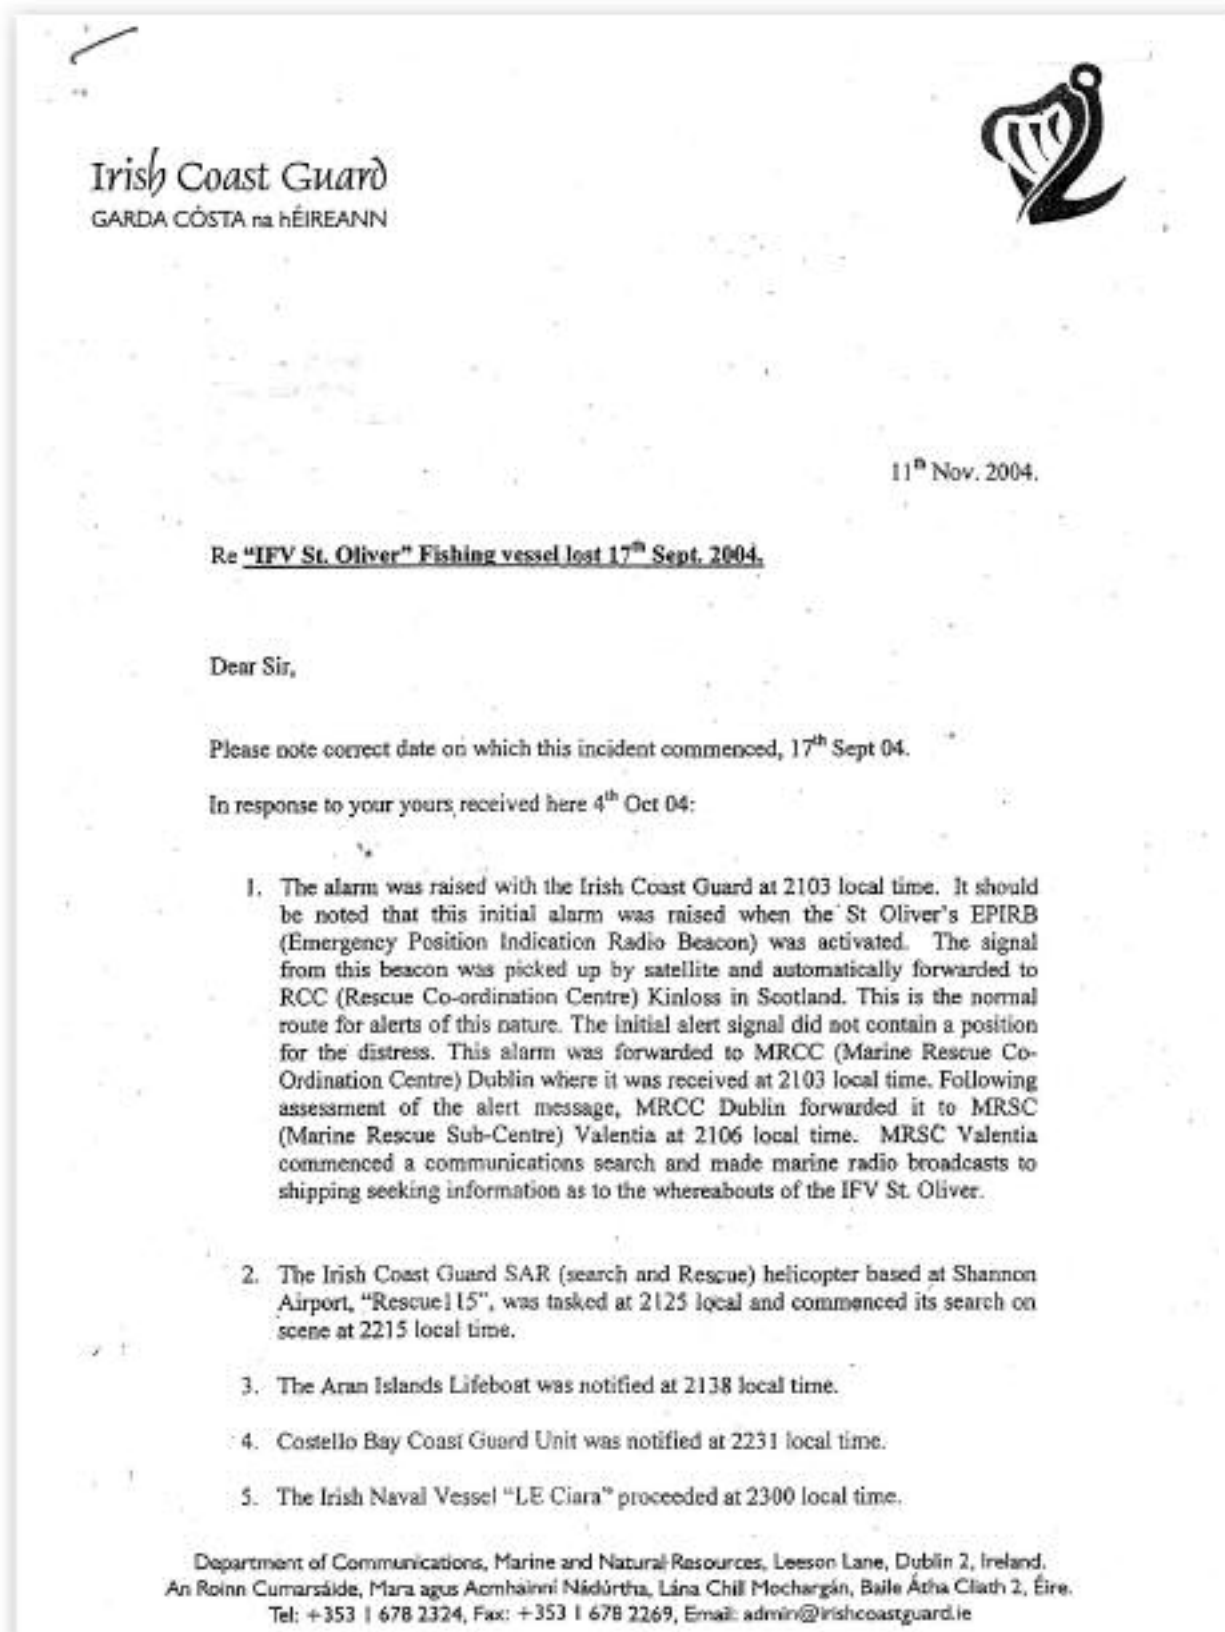 Irish Coast Guard
GARDA CÓSTA na hÉIREANN
11th Nov. 2004.
Re “IFV St. Oliver” Fishing vessel lost 17th Sept. 2004.
Dear Sir,
Please note correct date on which this incident commenced, 17th Sept 04.
In response to your yours received here 4th Oct 04:
1. The alarm was raised with the Irish Coast Guard at 2103 local time. It should
be noted that this initial alarm was raised when the St Oliver's EPIRB
(Emergency Position Indication Radio Beacon) was activated. The signal
from this beacon was picked up by satellite and automatically forwarded to
RCC (Rescue Co-ordination Centre) Kinloss in Scotland. This is the normal
route for alerts of this nature. The initial alert signal did not contain a position
for the distress. This alarm was forwarded to MRCC (Marine Rescue Co-
Ordination Centre) Dublin where it was received at 2103 local time. Following
assessment of the alert message, MRCC Dublin forwarded it to MRSC
(Marine Rescue Sub-Centre) Valentia at 2106 local time. MRSC Valentia
commenced a communications search and made marine radio broadcasts to
shipping seeking information as to the whereabouts of the IFV St. Oliver.
2. The Irish Coast Guard SAR (search and Rescue) helicopter based at Shannon
Airport, “Rescue115”, was tasked at 2125 local and commenced its search on
scene at 2215 local time.
3. The Aran Islands Lifeboat was notified at 2138 local time.
4. Costello Bay Coast Guard Unit was notified at 2231 local time.
5. The Irish Naval Vessel “LE Ciara” proceeded at 2300 local time.
Department of Communications, Marine and Natural Resources, Leeson Lane, Dublin 2, Ireland.
An Roinn Cumarsáide, Mara agus Acmhainní Nádúrtha, Lána Chill Mochargán, Baile Átha Cliath 2, Éire.
Tel: +353 1 678 2324, Fax: +353 1 678 2269, Email: admin@irishcoastguard.ie